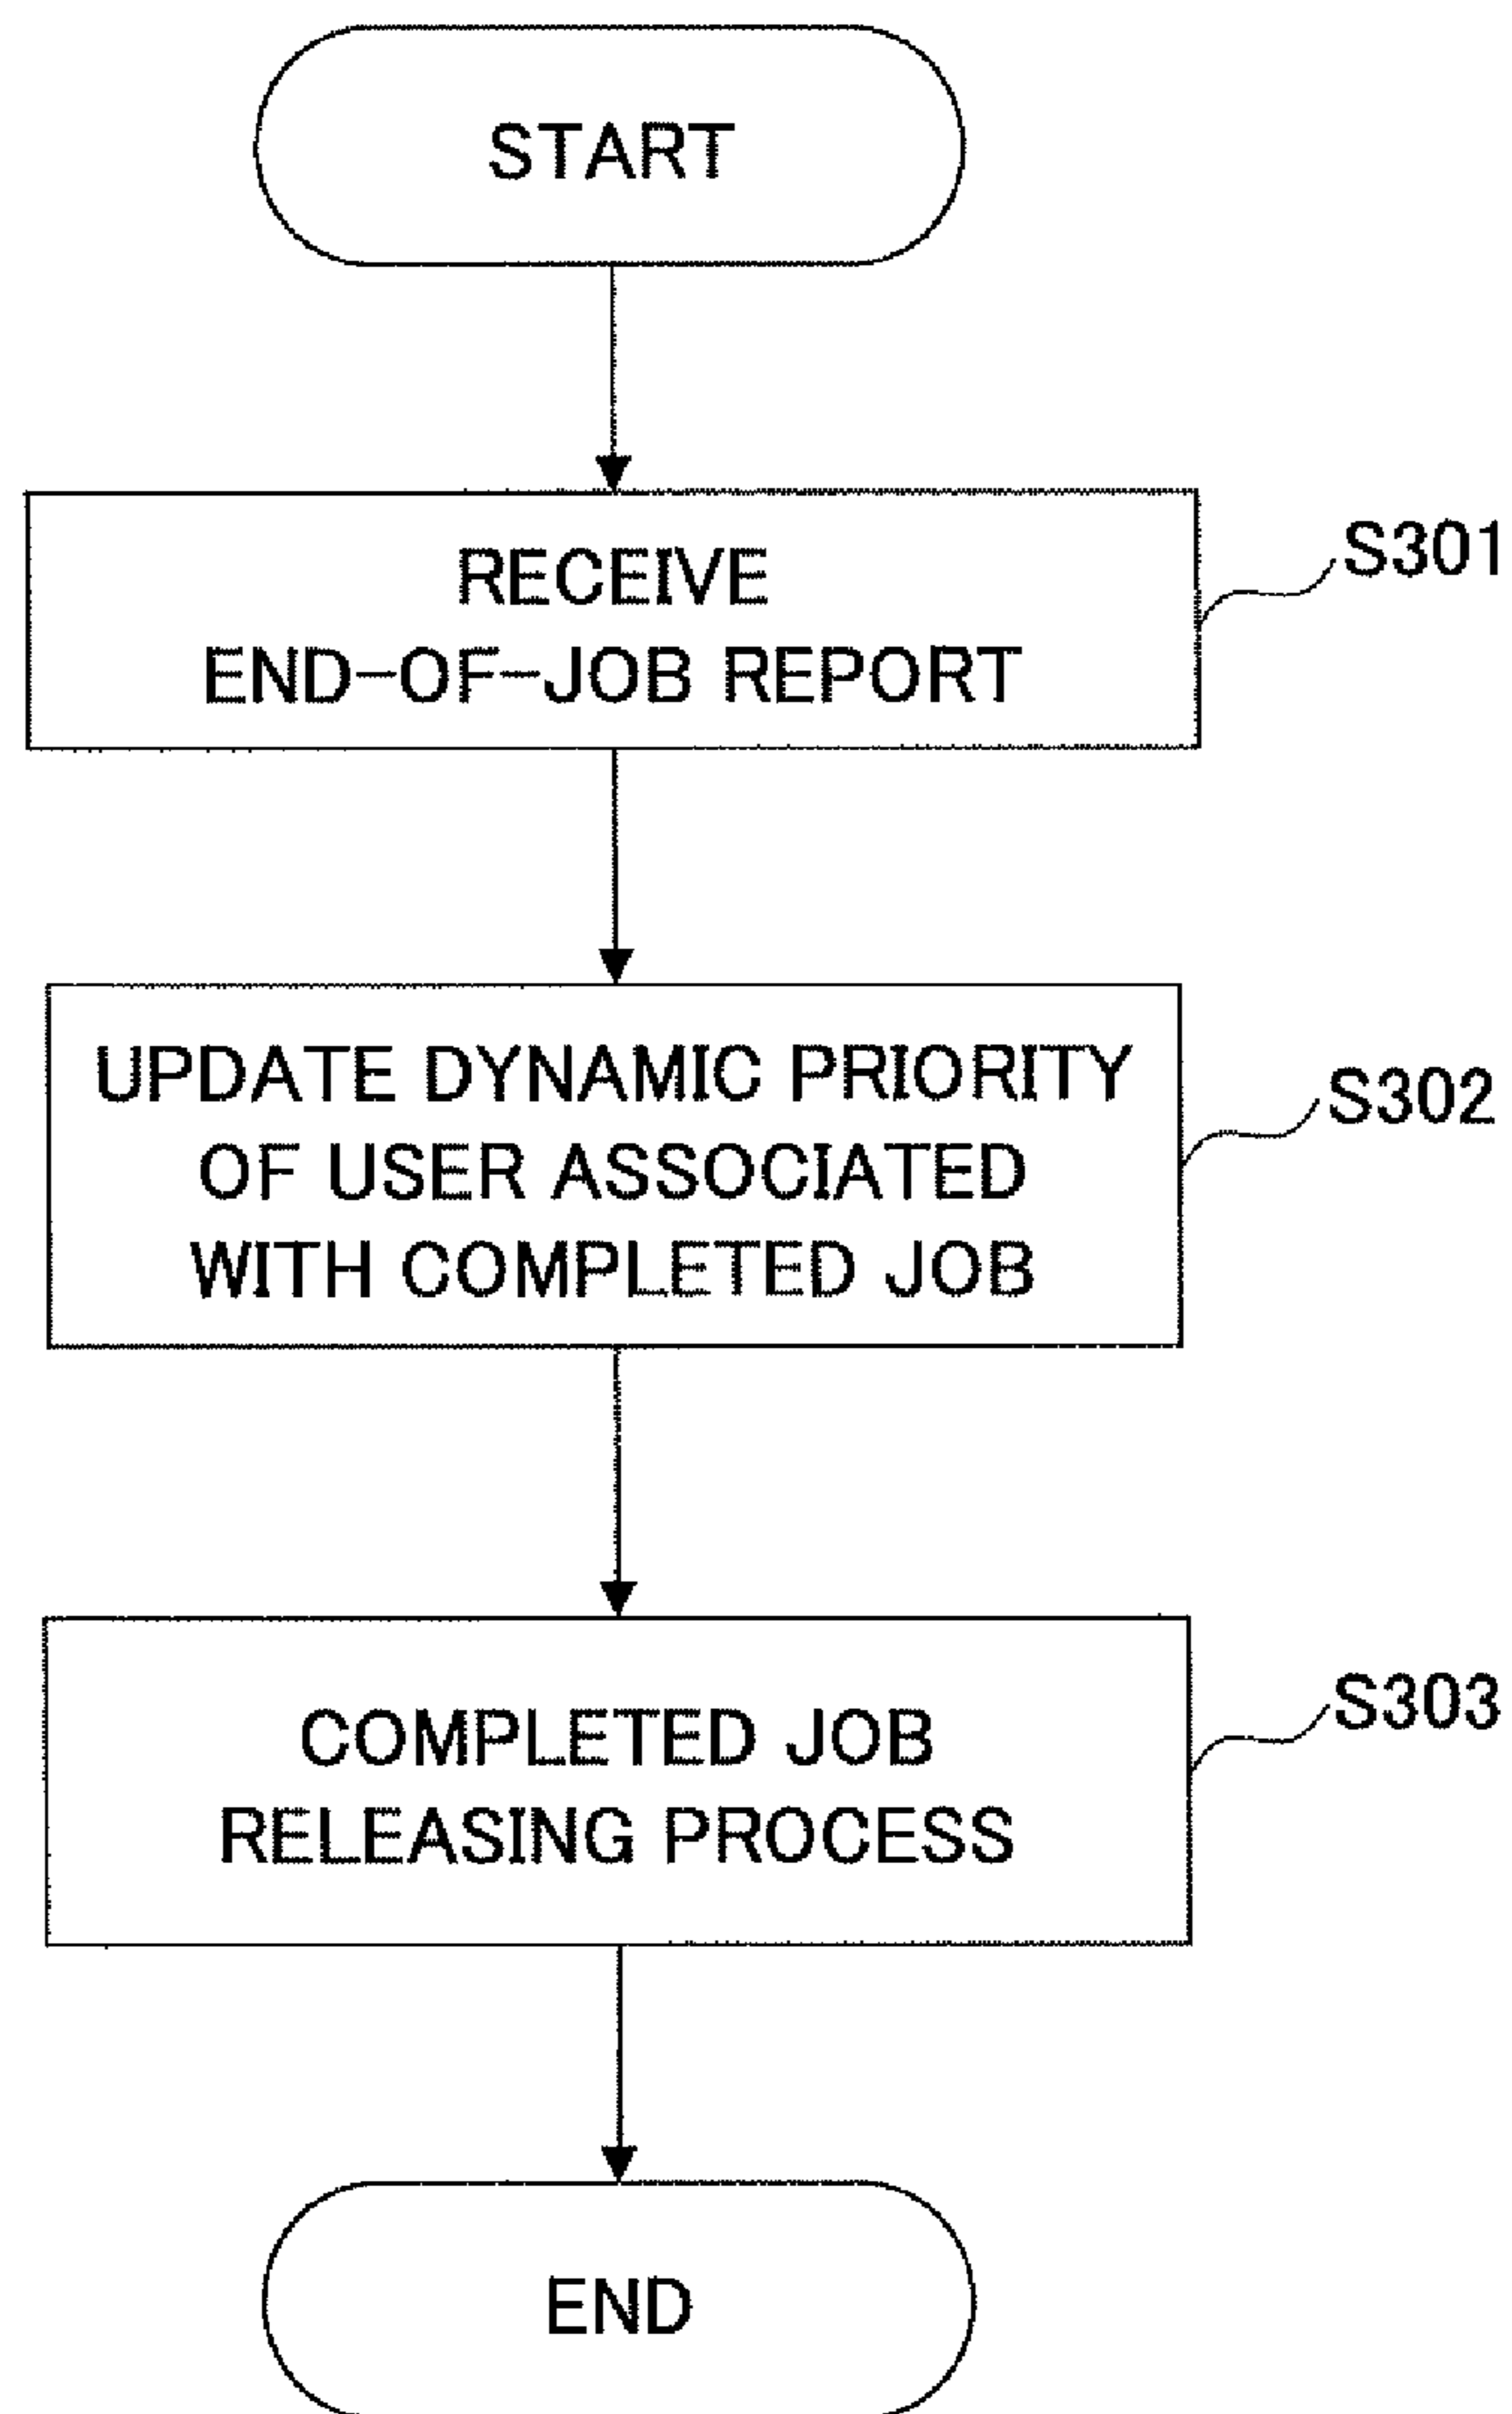 START
RECEIVE
END-OF-JOB REPORT
S301
UPDATE DYNAMIC PRIORITY
OF USER ASSOCIATED
WITH COMPLETED JOB
S302
COMPLETED JOB
RELEASING PROCESS
S303
END